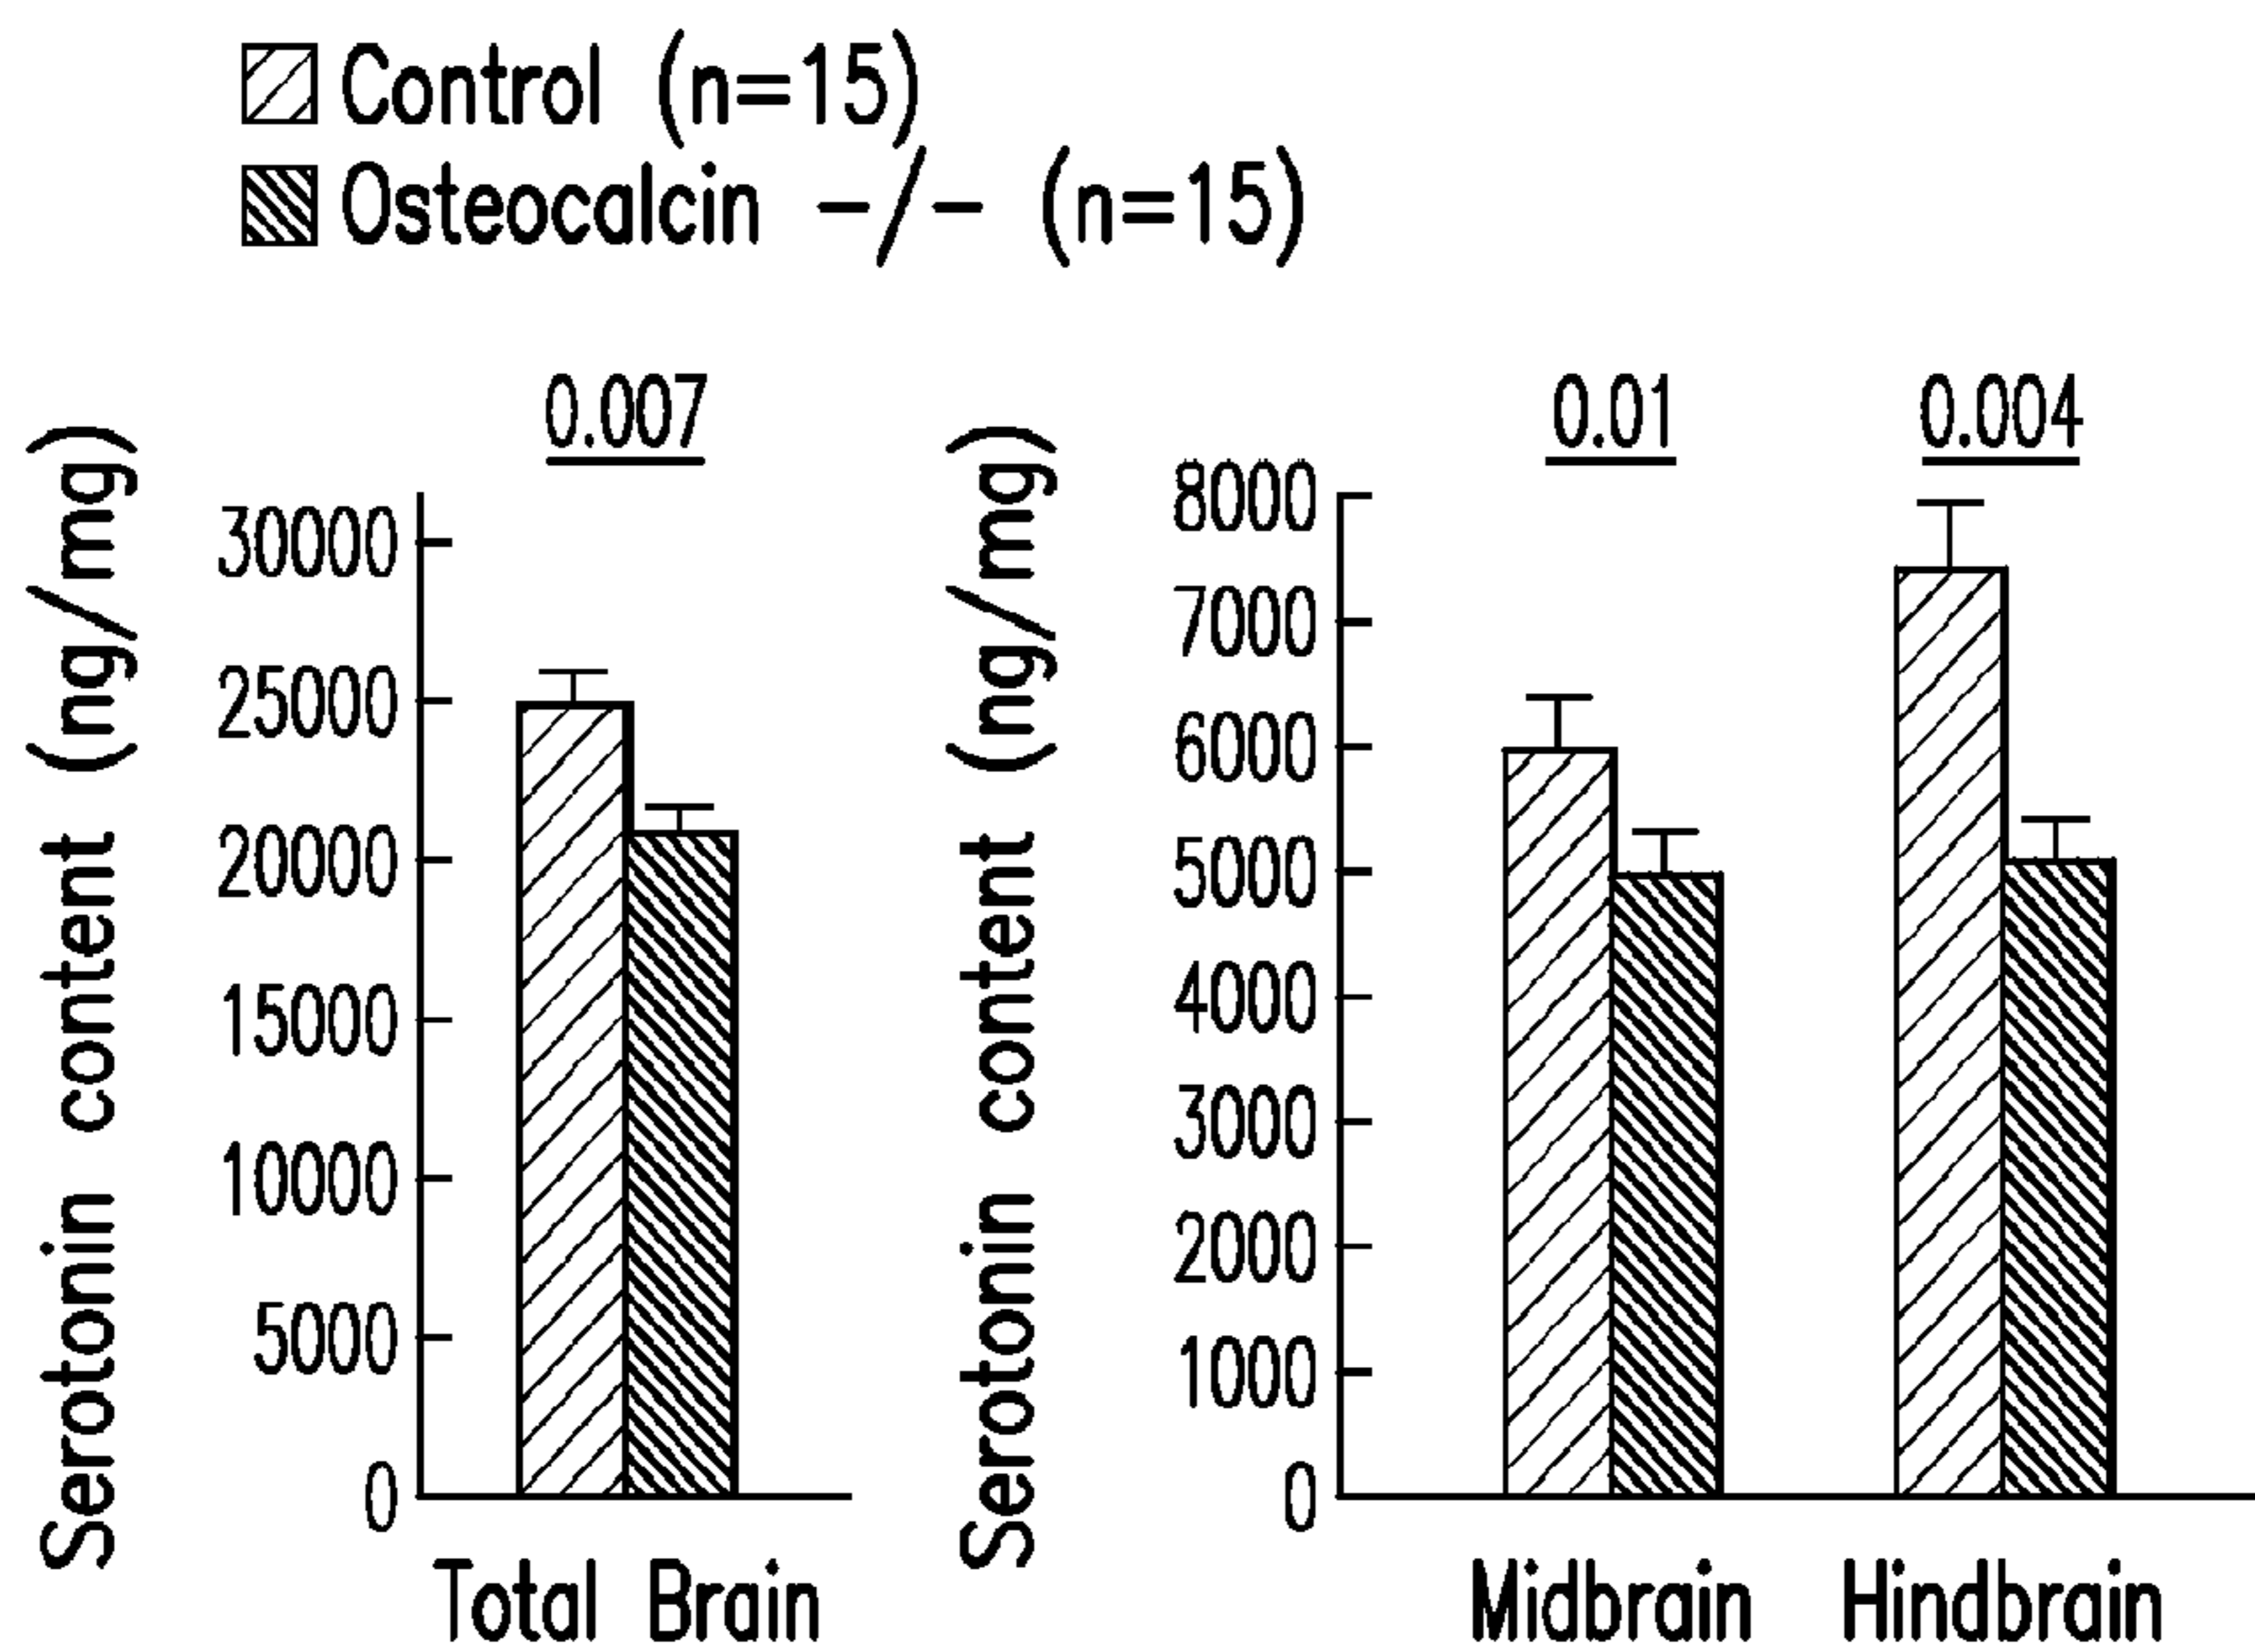 Control (n=15)
Osteocalcin -/- (n=15)
Serotonin content (ng/mg)
0.007
30000
25000
20000
15000
10000
5000
0
Total Brain
Serotonin content (ng/mg)
0.01
0.004
8000
7000
6000
5000
4000
3000
2000
1000
0
Midbrain
Hindbrain